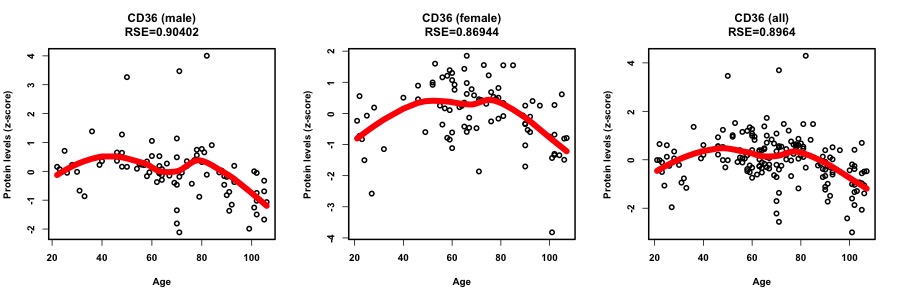 CD36 (male)
RSE=0.90402
Protein levels (z-score)
4
3
2
1
0
-1
-2
20 40 60 80 100
Age
CD36 (female)
RSE=0.86944
Protein levels (z-score)
2
1
0
-1
-2
-3
-4
20 40 60 80 100
Age
CD36 (all)
RSE=0.8964
Protein levels (z-score)
4
2
0
-2
20 40 60 80 100
Age